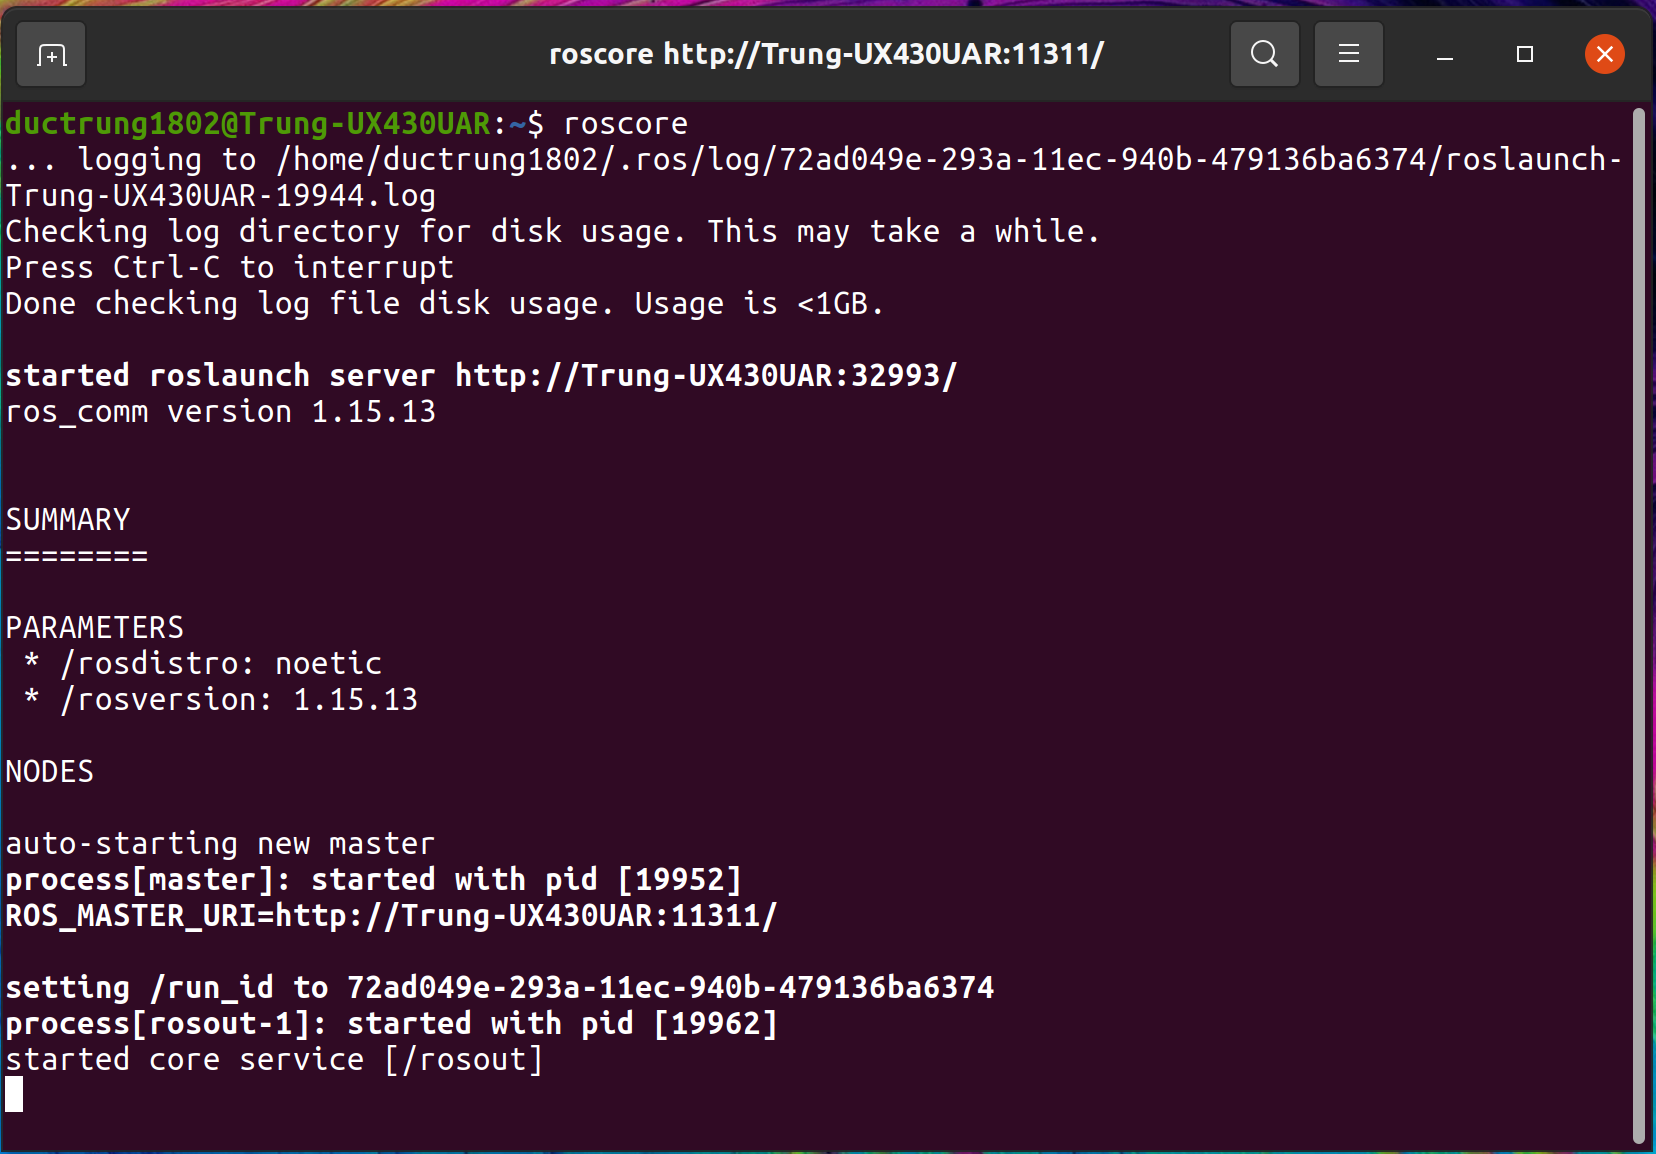 roscore http://Trung-UX430UAR:11311/
ductrung1802@Trung-UX430UAR:~$ roscore
... logging to /home/ductrung1802/.ros/log/72ad049e-293a-11ec-940b-479136ba6374/roslaunch-
Trung-UX430UAR-19944.log
Checking log directory for disk usage. This may take a while.
Press Ctrl-C to interrupt
Done checking log file disk usage. Usage is <1GB.
started roslaunch server http://Trung-UX430UAR:32993/
ros_comm version 1.15.13
SUMMARY
========
PARAMETERS
 * /rosdistro: noetic
 * /rosversion: 1.15.13
NODES
auto-starting new master
process[master]: started with pid [19952]
ROS_MASTER_URI=http://Trung-UX430UAR:11311/
setting /run_id to 72ad049e-293a-11ec-940b-479136ba6374
process[rosout-1]: started with pid [19962]
started core service [/rosout]